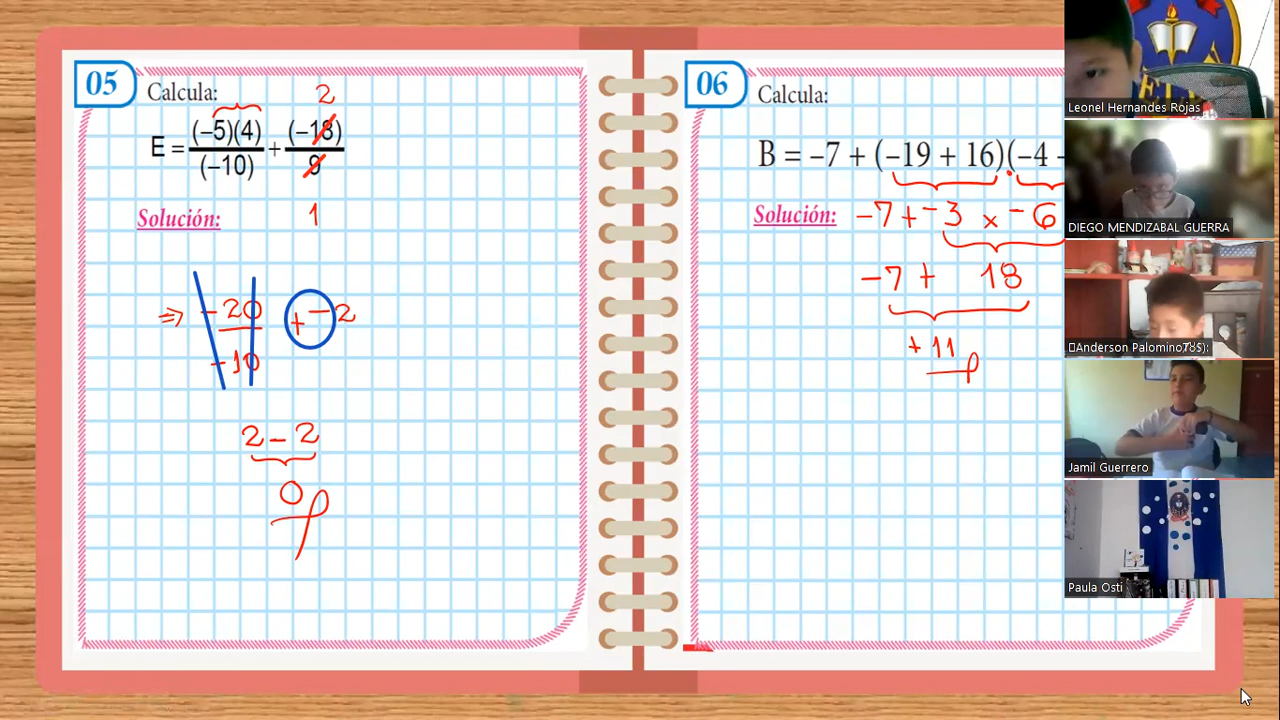 05
Calcula:
2
E = (–5)(4)/(–10) + (–18)/9
Solución:
1
⇒ -20/-10 + -2
2 - 2
0
06
Calcula:
B = –7 + (–19 + 16)(–4
Solución:
-7 + -3 x -6
-7 + 18
+11
Leonel Hernandes Rojas
DIEGO MENDIZABAL GUERRA
Jamil Guerrero
Paula Osti